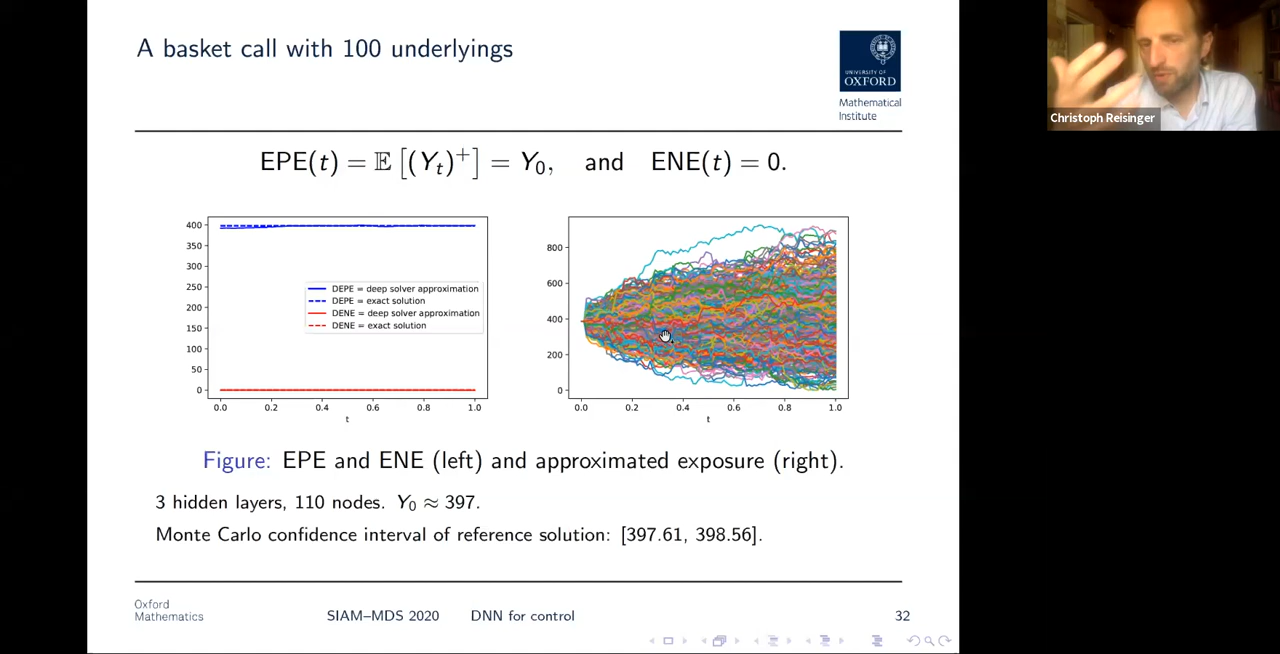 A basket call with 100 underlyings
UNIVERSITY OF
OXFORD
Mathematical
Institute
Christoph Reisinger
EPE(t) = 𝔼 [(Yₜ)⁺] = Y₀, and ENE(t) = 0.
400
350
300
250
200
150
100
50
0
DEPE = deep solver approximation
DEPE = exact solution
DENE = deep solver approximation
DENE = exact solution
0.0 0.2 0.4 0.6 0.8 1.0
t
800
600
400
200
0
0.0 0.2 0.4 0.6 0.8 1.0
t
Figure: EPE and ENE (left) and approximated exposure (right).
3 hidden layers, 110 nodes. Y₀ ≈ 397.
Monte Carlo confidence interval of reference solution: [397.61, 398.56].
Oxford
Mathematics
SIAM–MDS 2020 DNN for control 32